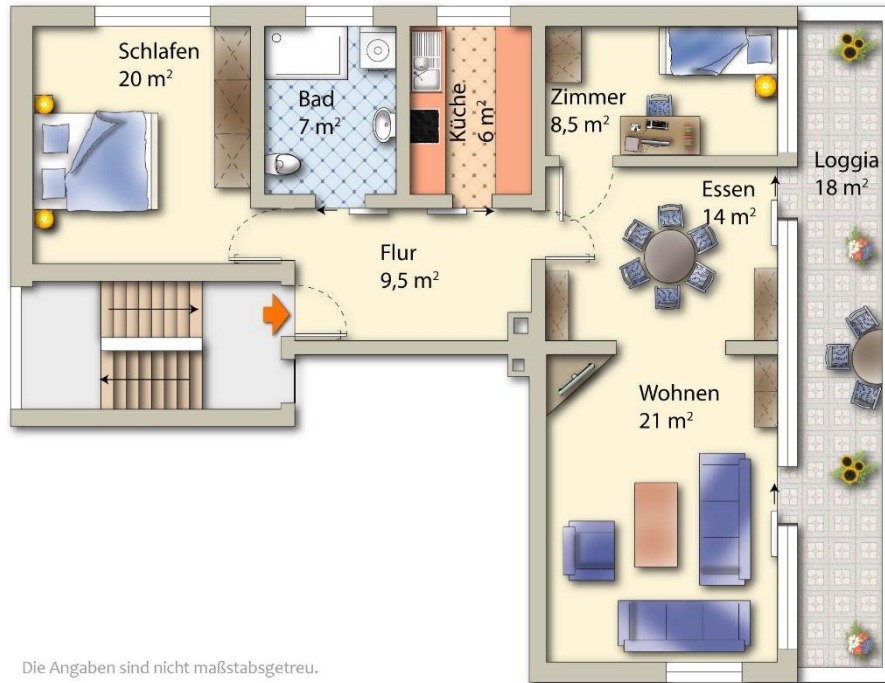 Schlafen
20 m²
Bad
7 m²
Küche
6 m²
Zimmer
8,5 m²
Essen
14 m²
Loggia
18 m²
Flur
9,5 m²
Wohnen
21 m²
Die Angaben sind nicht maßstabsgetreu.